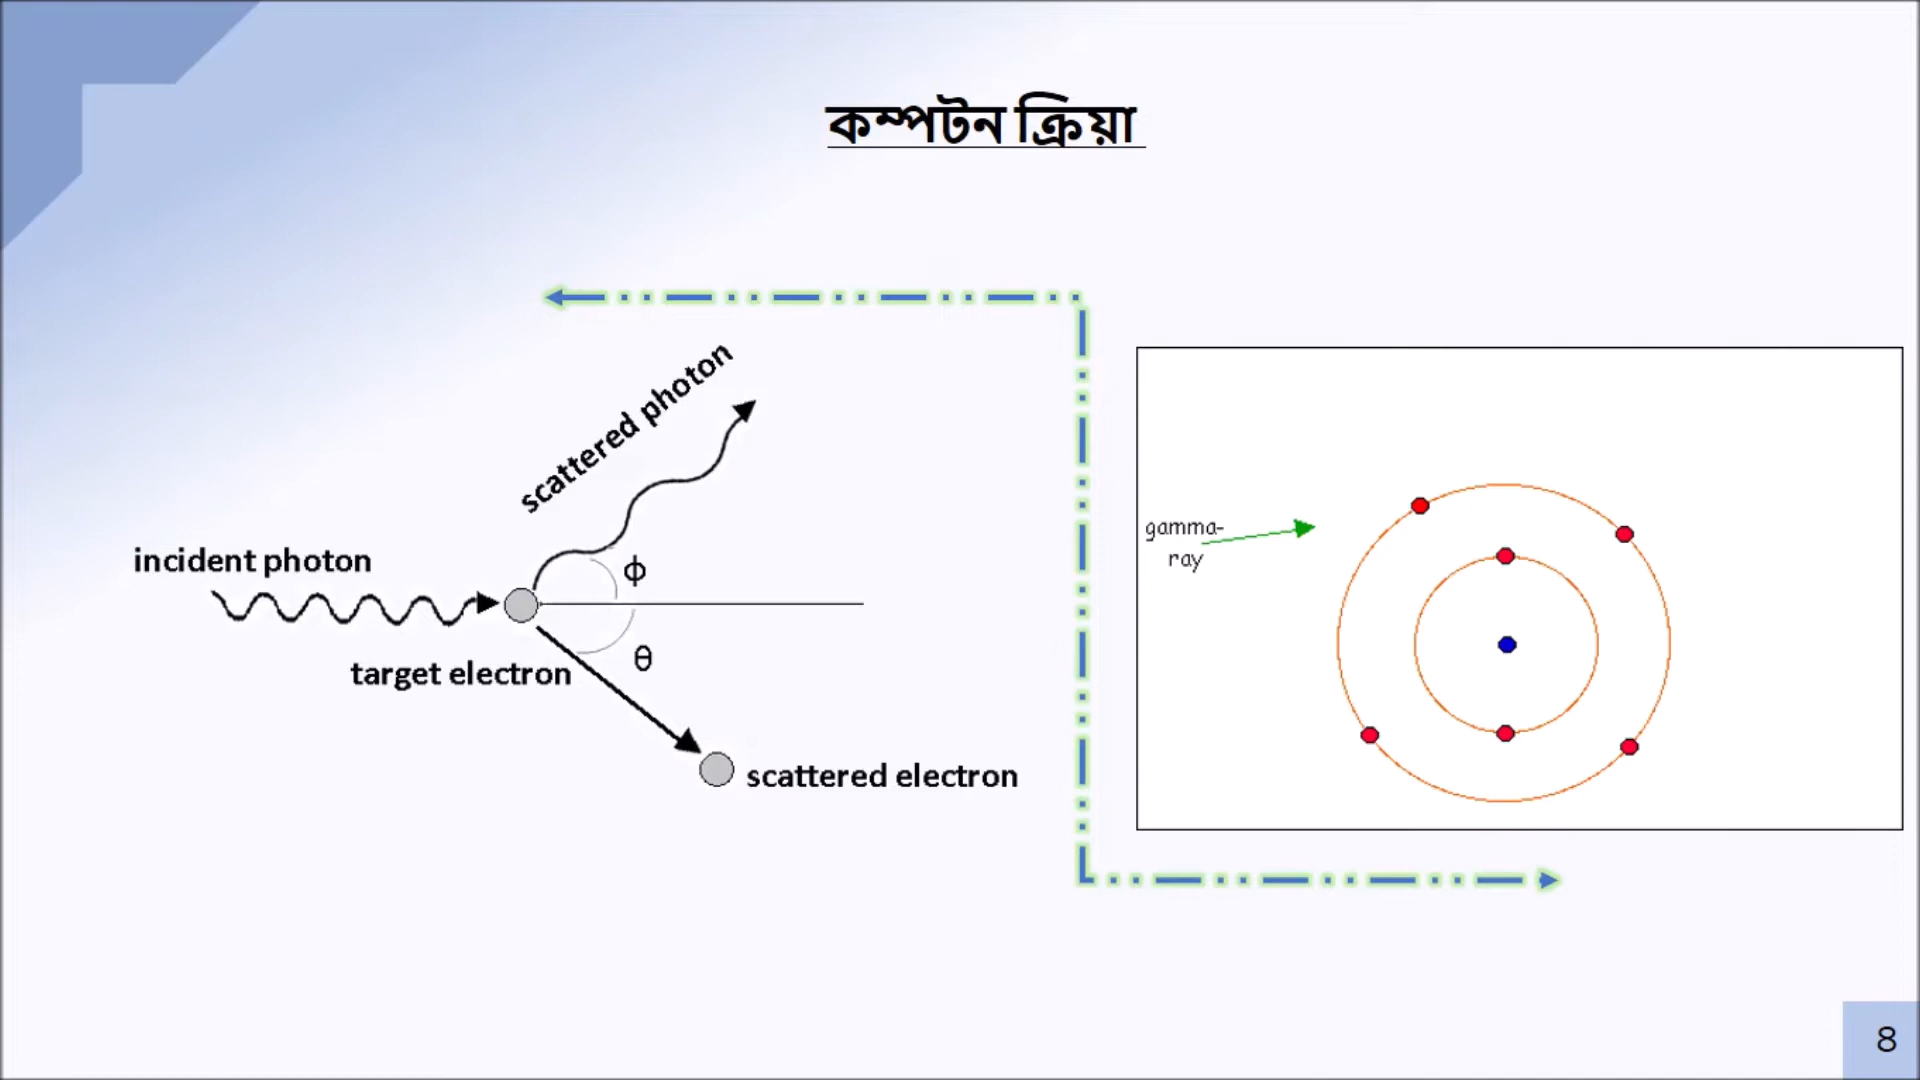 কম্পটন ক্রিয়া
scattered photon
incident photon
ϕ
θ
target electron
scattered electron
gamma-
ray
8